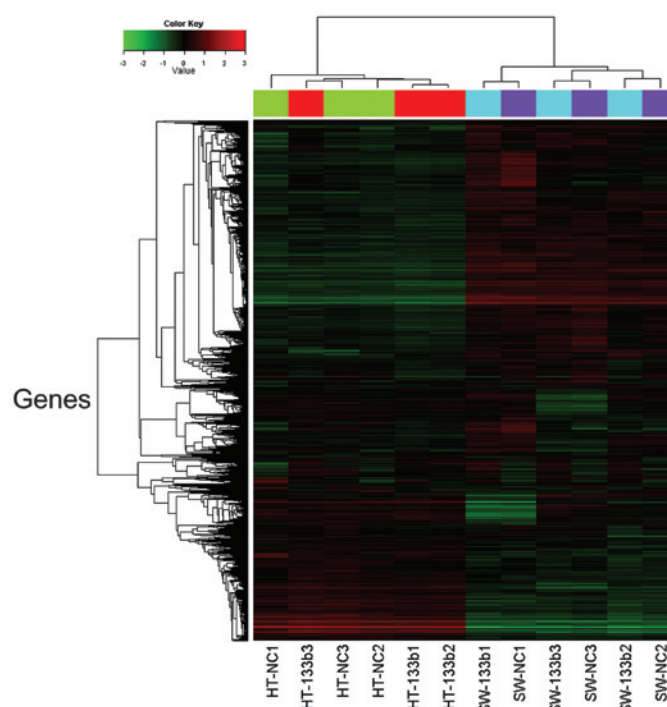 Color Key
-3 -2 -1 0 1 2 3
Value
Genes
HT-NC1
HT-133b3
HT-NC3
HT-NC2
HT-133b1
HT-133b2
SW-133b1
SW-NC1
SW-133b3
SW-NC3
SW-133b2
SW-NC2